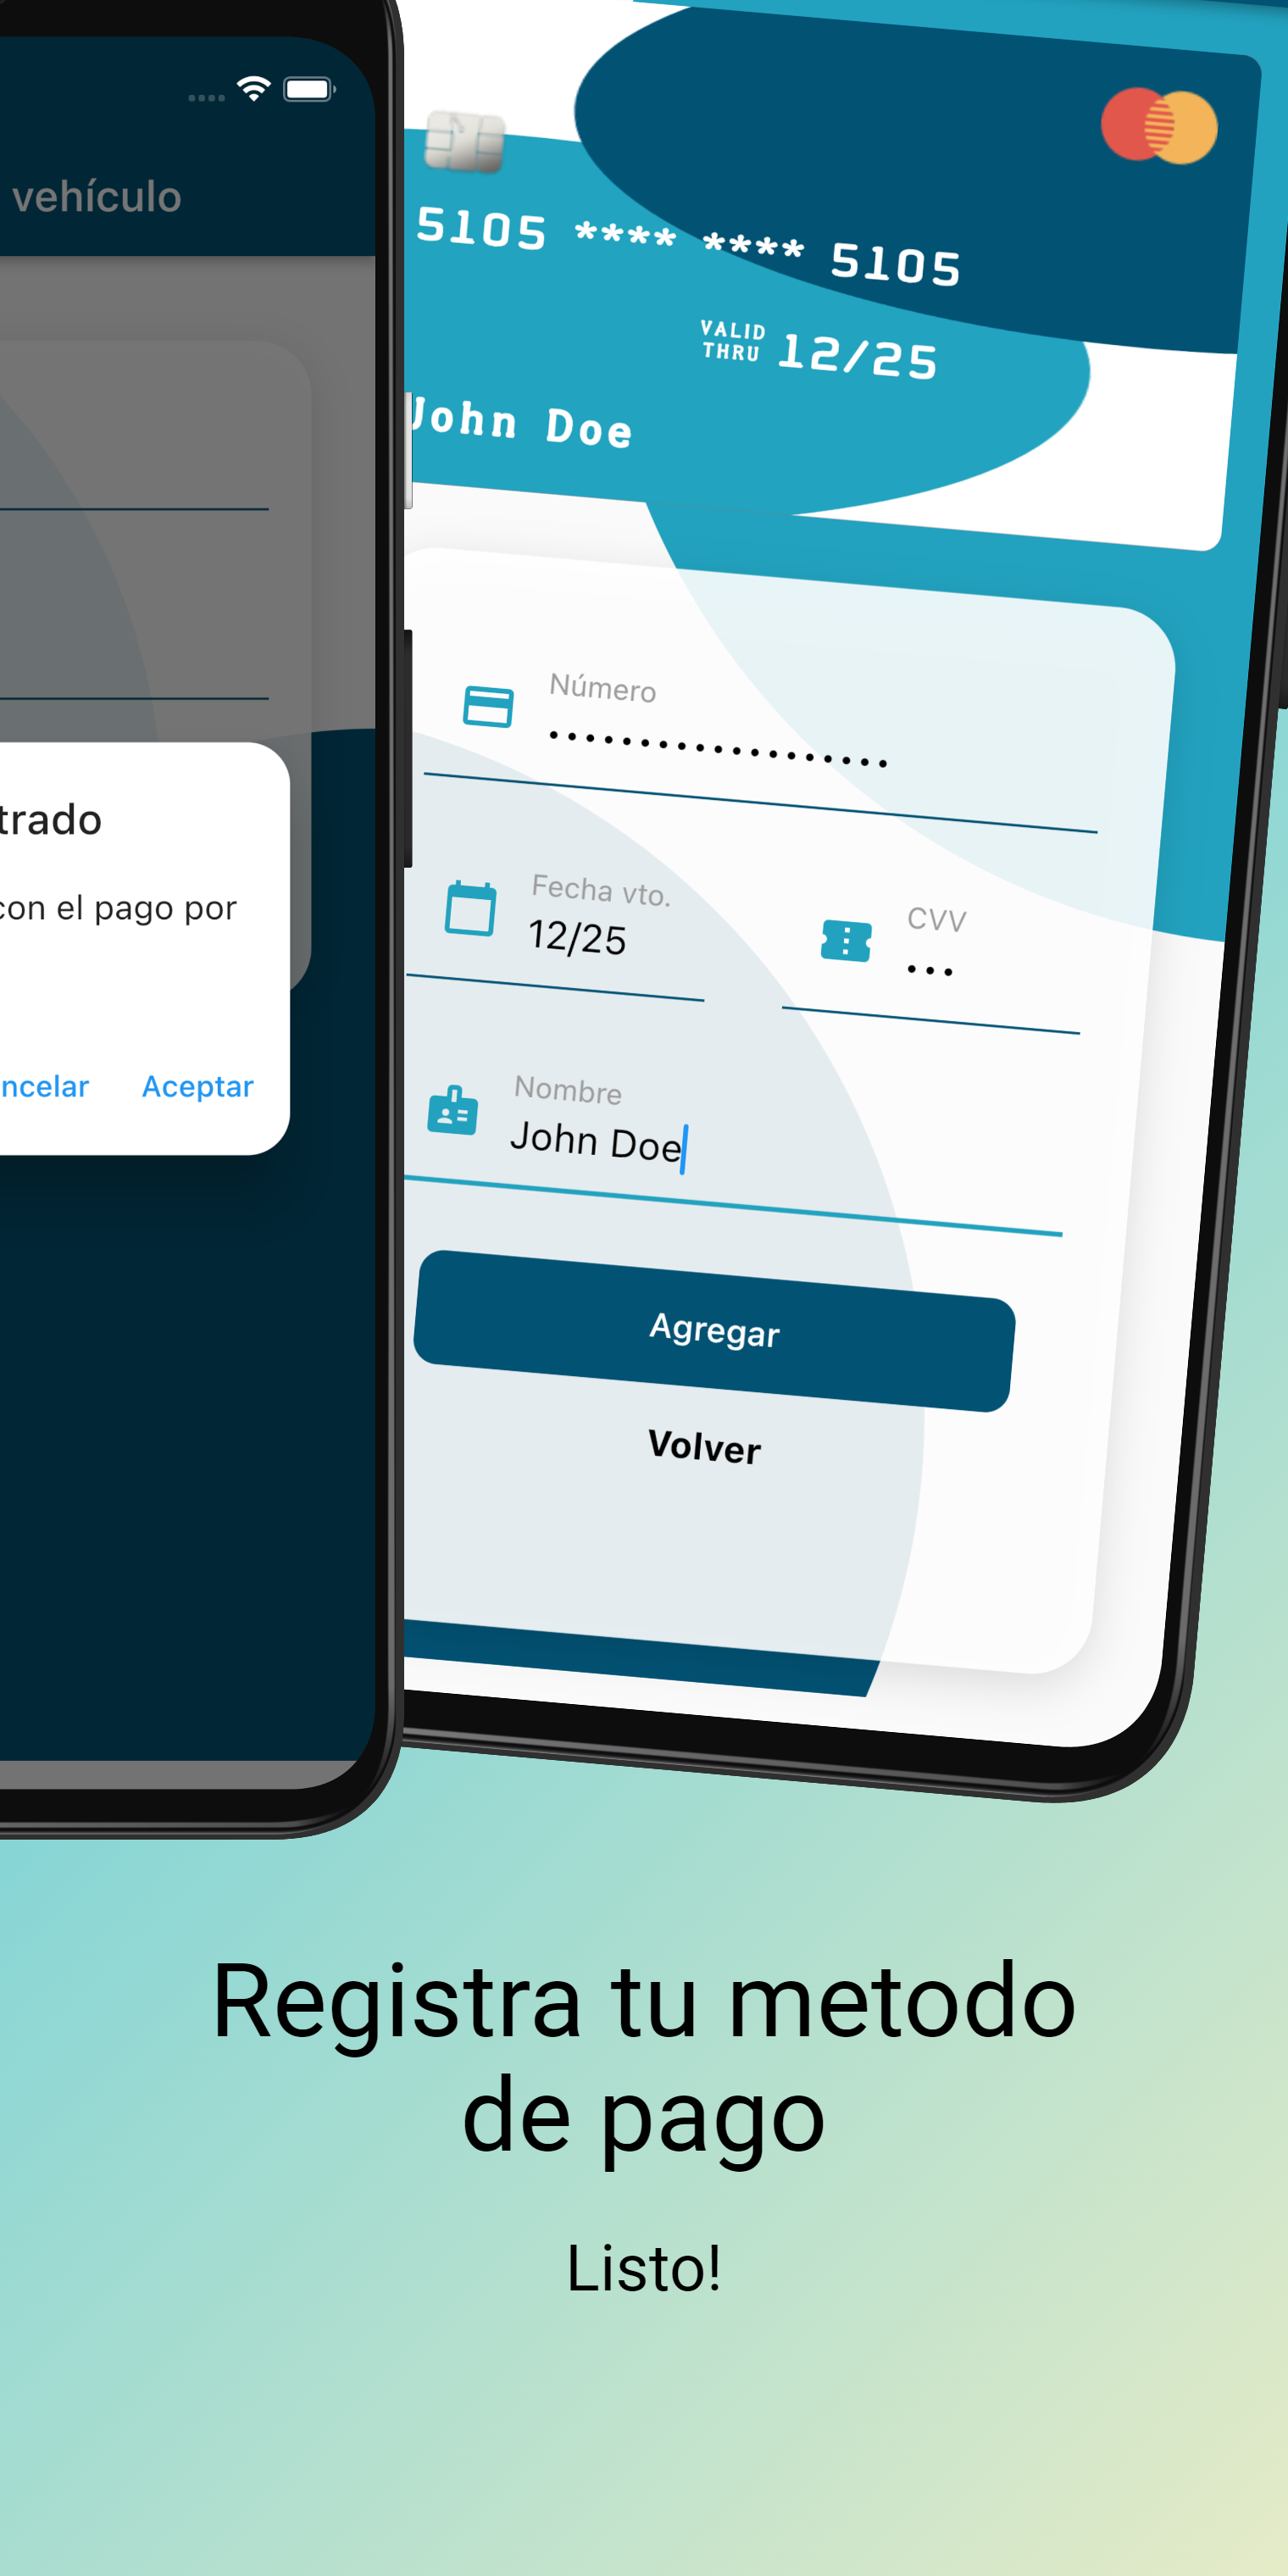 vehículo
trado
con el pago por
ncelar Aceptar
5105 **** **** 5105
VALID
THRU 12/25
John Doe
Número
Fecha vto.
12/25
CVV
Nombre
John Doe
Agregar
Volver
Registra tu metodo
de pago
Listo!